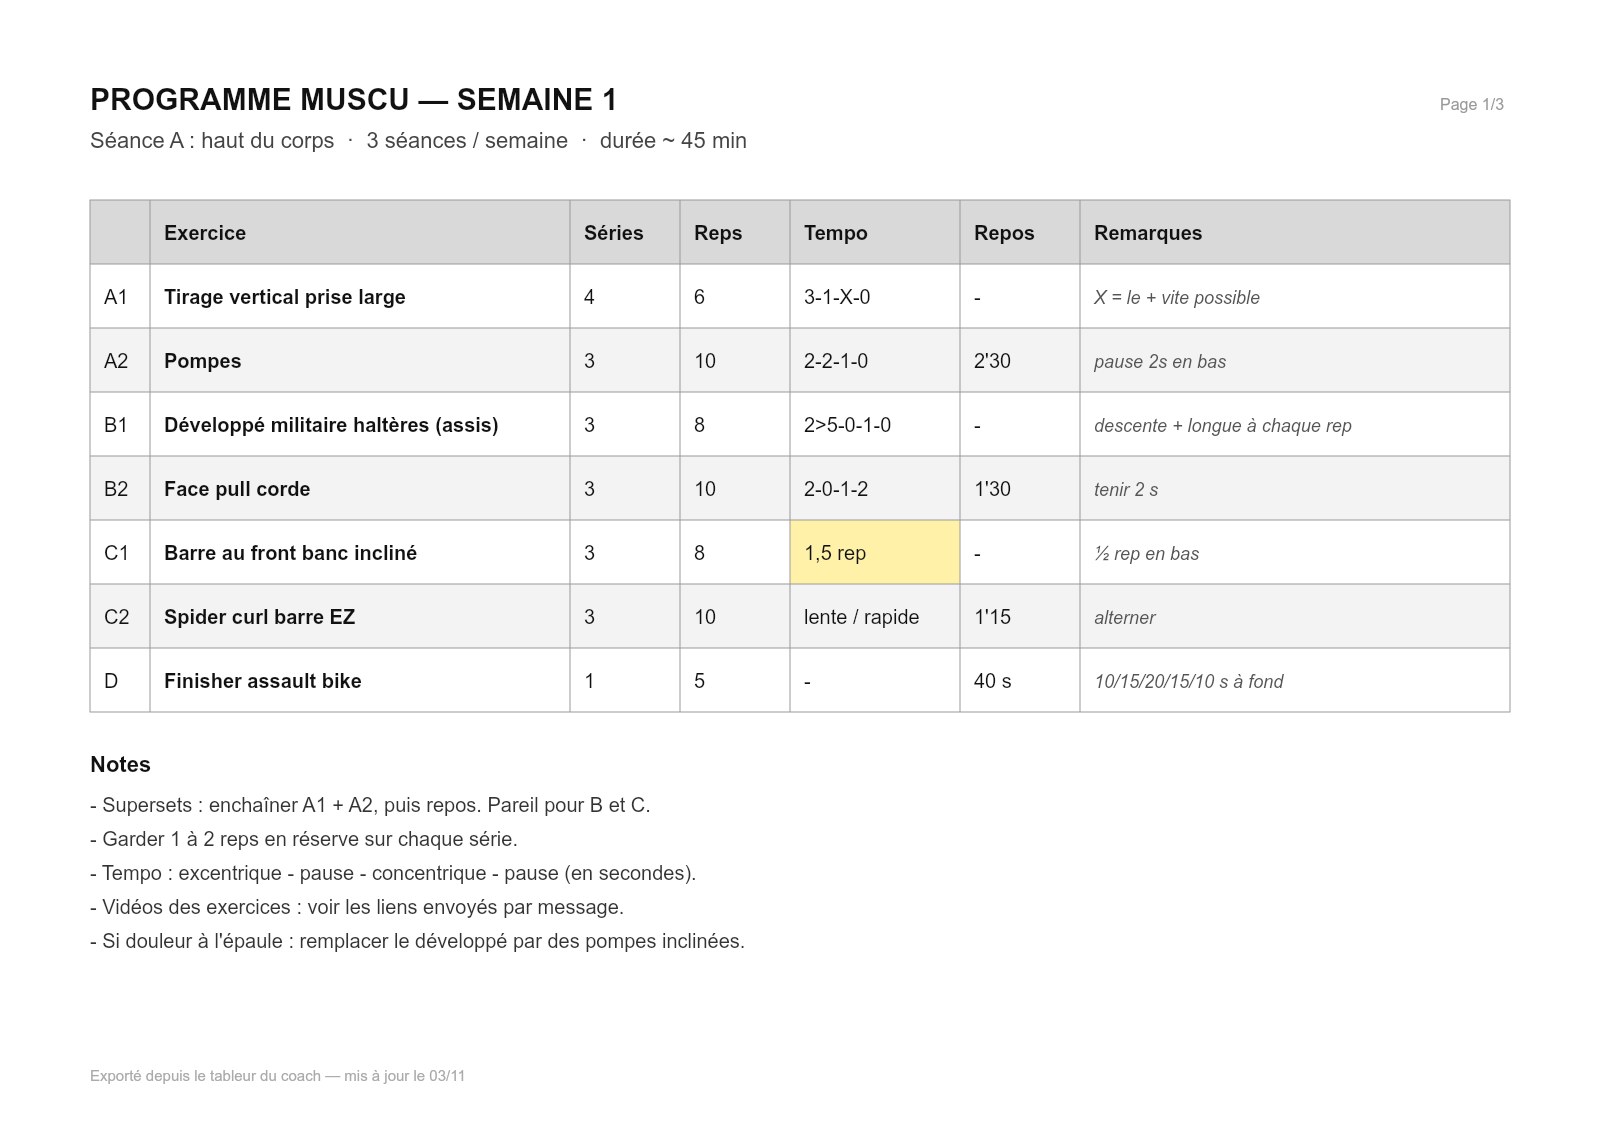 PROGRAMME MUSCU — SEMAINE 1
Page 1/3
Séance A : haut du corps · 3 séances / semaine · durée ~ 45 min
Exercice Séries Reps Tempo Repos Remarques
A1 Tirage vertical prise large 4 6 3-1-X-0 - X = le + vite possible
A2 Pompes 3 10 2-2-1-0 2'30 pause 2s en bas
B1 Développé militaire haltères (assis) 3 8 2>5-0-1-0 - descente + longue à chaque rep
B2 Face pull corde 3 10 2-0-1-2 1'30 tenir 2 s
C1 Barre au front banc incliné 3 8 1,5 rep - ½ rep en bas
C2 Spider curl barre EZ 3 10 lente / rapide 1'15 alterner
D Finisher assault bike 1 5 - 40 s 10/15/20/15/10 s à fond
Notes
- Supersets : enchaîner A1 + A2, puis repos. Pareil pour B et C.
- Garder 1 à 2 reps en réserve sur chaque série.
- Tempo : excentrique - pause - concentrique - pause (en secondes).
- Vidéos des exercices : voir les liens envoyés par message.
- Si douleur à l'épaule : remplacer le développé par des pompes inclinées.
Exporté depuis le tableur du coach — mis à jour le 03/11